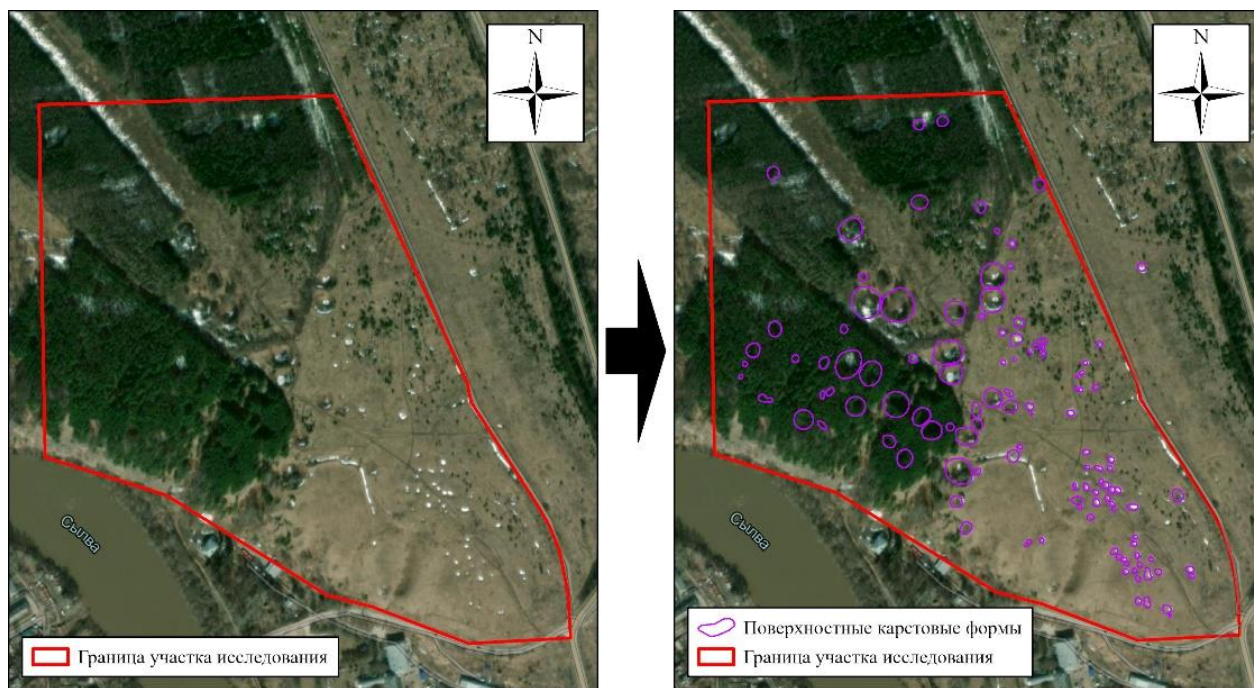 N
Сылва
Граница участка исследования
N
Сылва
Поверхностные карстовые формы
Граница участка исследования